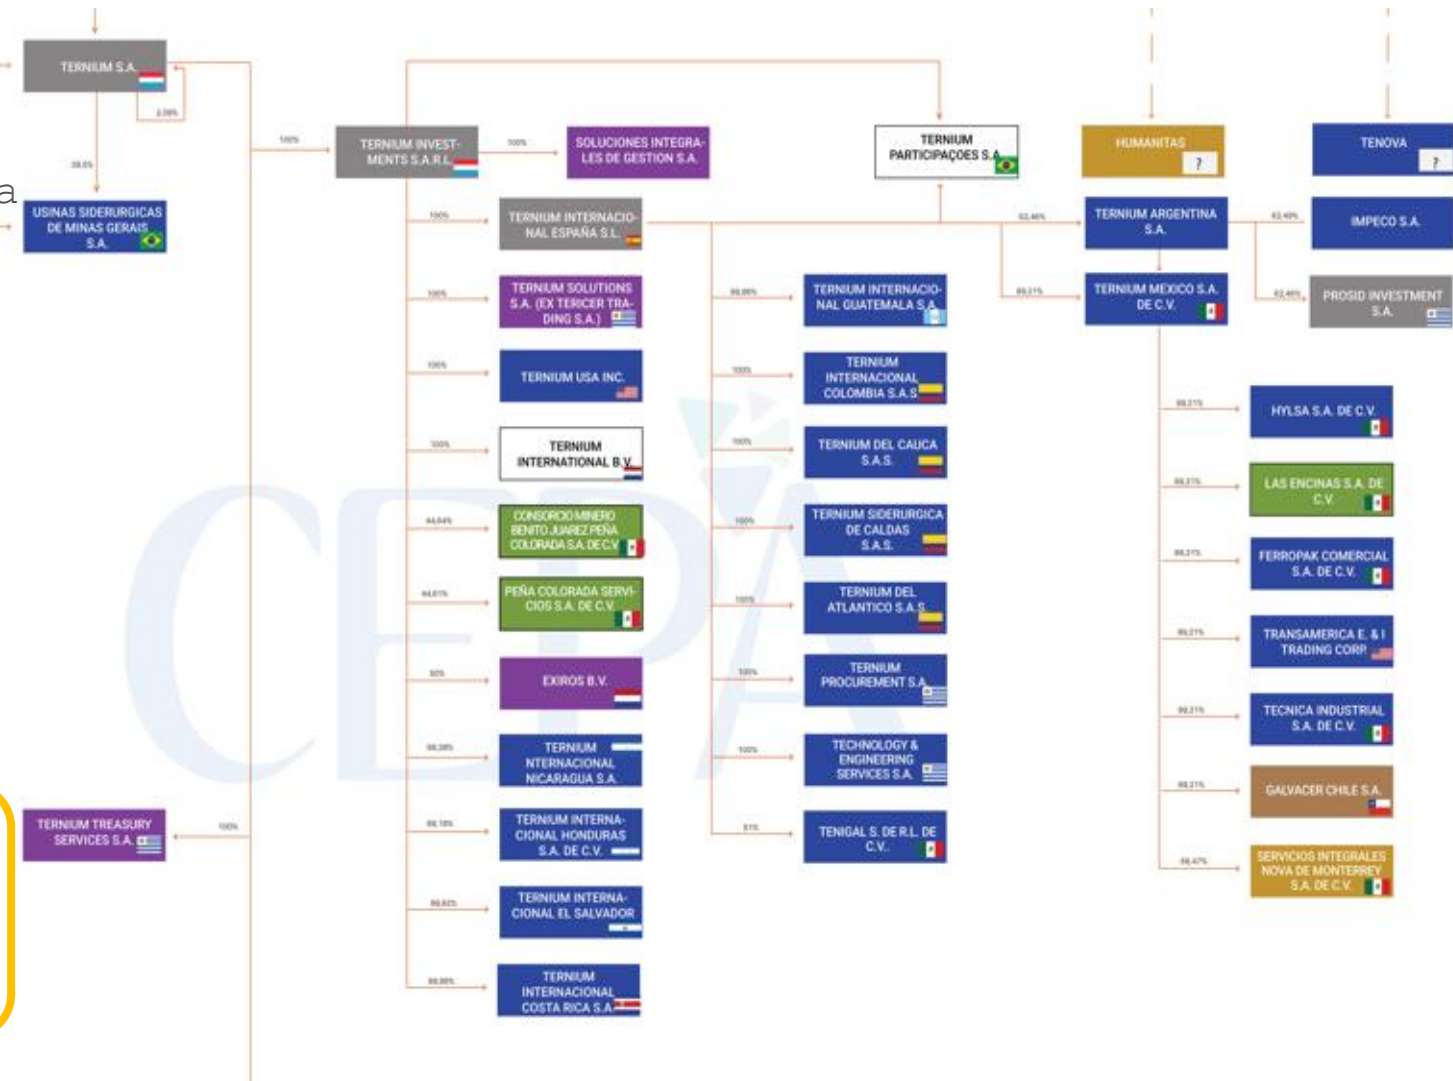 TERNIUM S.A.
100%
TERNIUM INVEST-
MENTS S.A.R.L.
100%
SOLUCIONES INTEGRA-
LES DE GESTION S.A.
TERNIUM
PARTICIPAÇOES S.A.
HUMANITAS
?
TENOVA
?
a
USINAS SIDERURGICAS
DE MINAS GERAIS
S.A.
100%
TERNIUM INTERNACIO-
NAL ESPAÑA S.L.
62,46%
TERNIUM ARGENTINA
S.A.
IMPECO S.A.
100%
TERNIUM SOLUTIONS
S.A. (EX TERICER TRA-
DING S.A.)
TERNIUM INTERNACIO-
NAL GUATEMALA S.A.
TERNIUM MEXICO S.A.
DE C.V.
PROSID INVESTMENT
S.A.
100%
TERNIUM USA INC.
100%
TERNIUM
INTERNACIONAL
COLOMBIA S.A.S
HYLSA S.A. DE C.V.
100%
TERNIUM
INTERNATIONAL B.V.
100%
TERNIUM DEL CAUCA
S.A.S.
LAS ENCINAS S.A. DE
C.V.
CONSORCIO MINERO
BENITO JUAREZ PEÑA
COLORADA S.A. DE C.V.
100%
TERNIUM SIDERURGICA
DE CALDAS
S.A.S.
FERROPAK COMERCIAL
S.A. DE C.V.
PEÑA COLORADA SERVI-
CIOS S.A. DE C.V.
100%
TERNIUM DEL
ATLANTICO S.A.S.
TRANSAMERICA E. & I
TRADING CORP.
50%
EXIROS B.V.
100%
TERNIUM
PROCUREMENT S.A.
TECNICA INDUSTRIAL
S.A. DE C.V.
TERNIUM
NTERNACIONAL
NICARAGUA S.A.
100%
TECHNOLOGY &
ENGINEERING
SERVICES S.A.
GALVACER CHILE S.A.
TERNIUM TREASURY
SERVICES S.A.
100%
TERNIUM INTERNA-
CIONAL HONDURAS
S.A. DE C.V.
51%
TENIGAL S. DE R.L. DE
C.V..
SERVICIOS INTEGRALES
NOVA DE MONTERREY
S.A. DE C.V.
TERNIUM INTERNA-
CIONAL EL SALVADOR
TERNIUM
INTERNACIONAL
COSTA RICA S.A.
CEPA